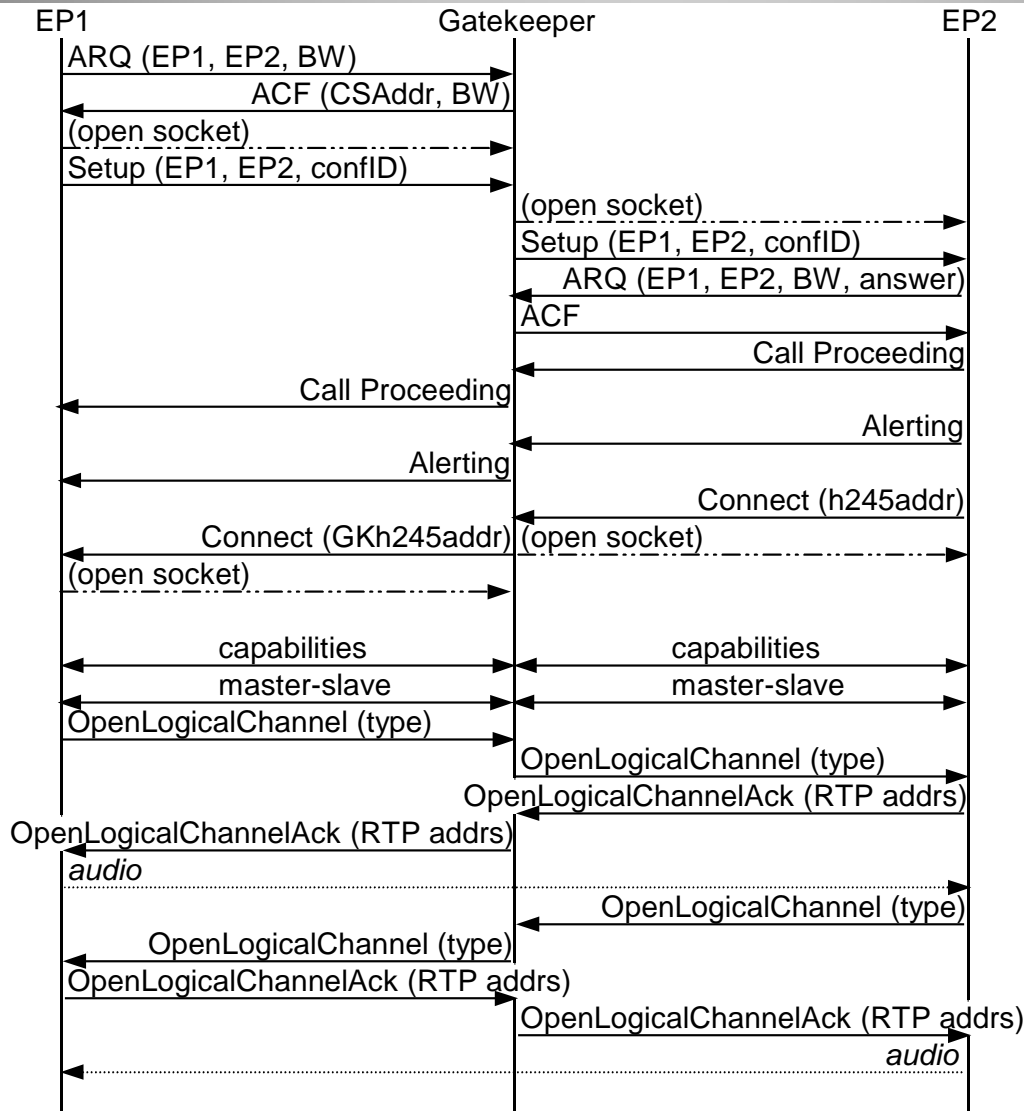 EP1 Gatekeeper EP2
ARQ (EP1, EP2, BW)
ACF (CSAddr, BW)
(open socket)
Setup (EP1, EP2, confID)
(open socket)
Setup (EP1, EP2, confID)
ARQ (EP1, EP2, BW, answer)
ACF
Call Proceeding
Call Proceeding
Alerting
Alerting
Connect (h245addr)
Connect (GKh245addr) (open socket)
(open socket)
capabilities capabilities
master-slave master-slave
OpenLogicalChannel (type)
OpenLogicalChannel (type)
OpenLogicalChannelAck (RTP addrs)
OpenLogicalChannelAck (RTP addrs)
audio
OpenLogicalChannel (type)
OpenLogicalChannel (type)
OpenLogicalChannelAck (RTP addrs)
OpenLogicalChannelAck (RTP addrs)
audio